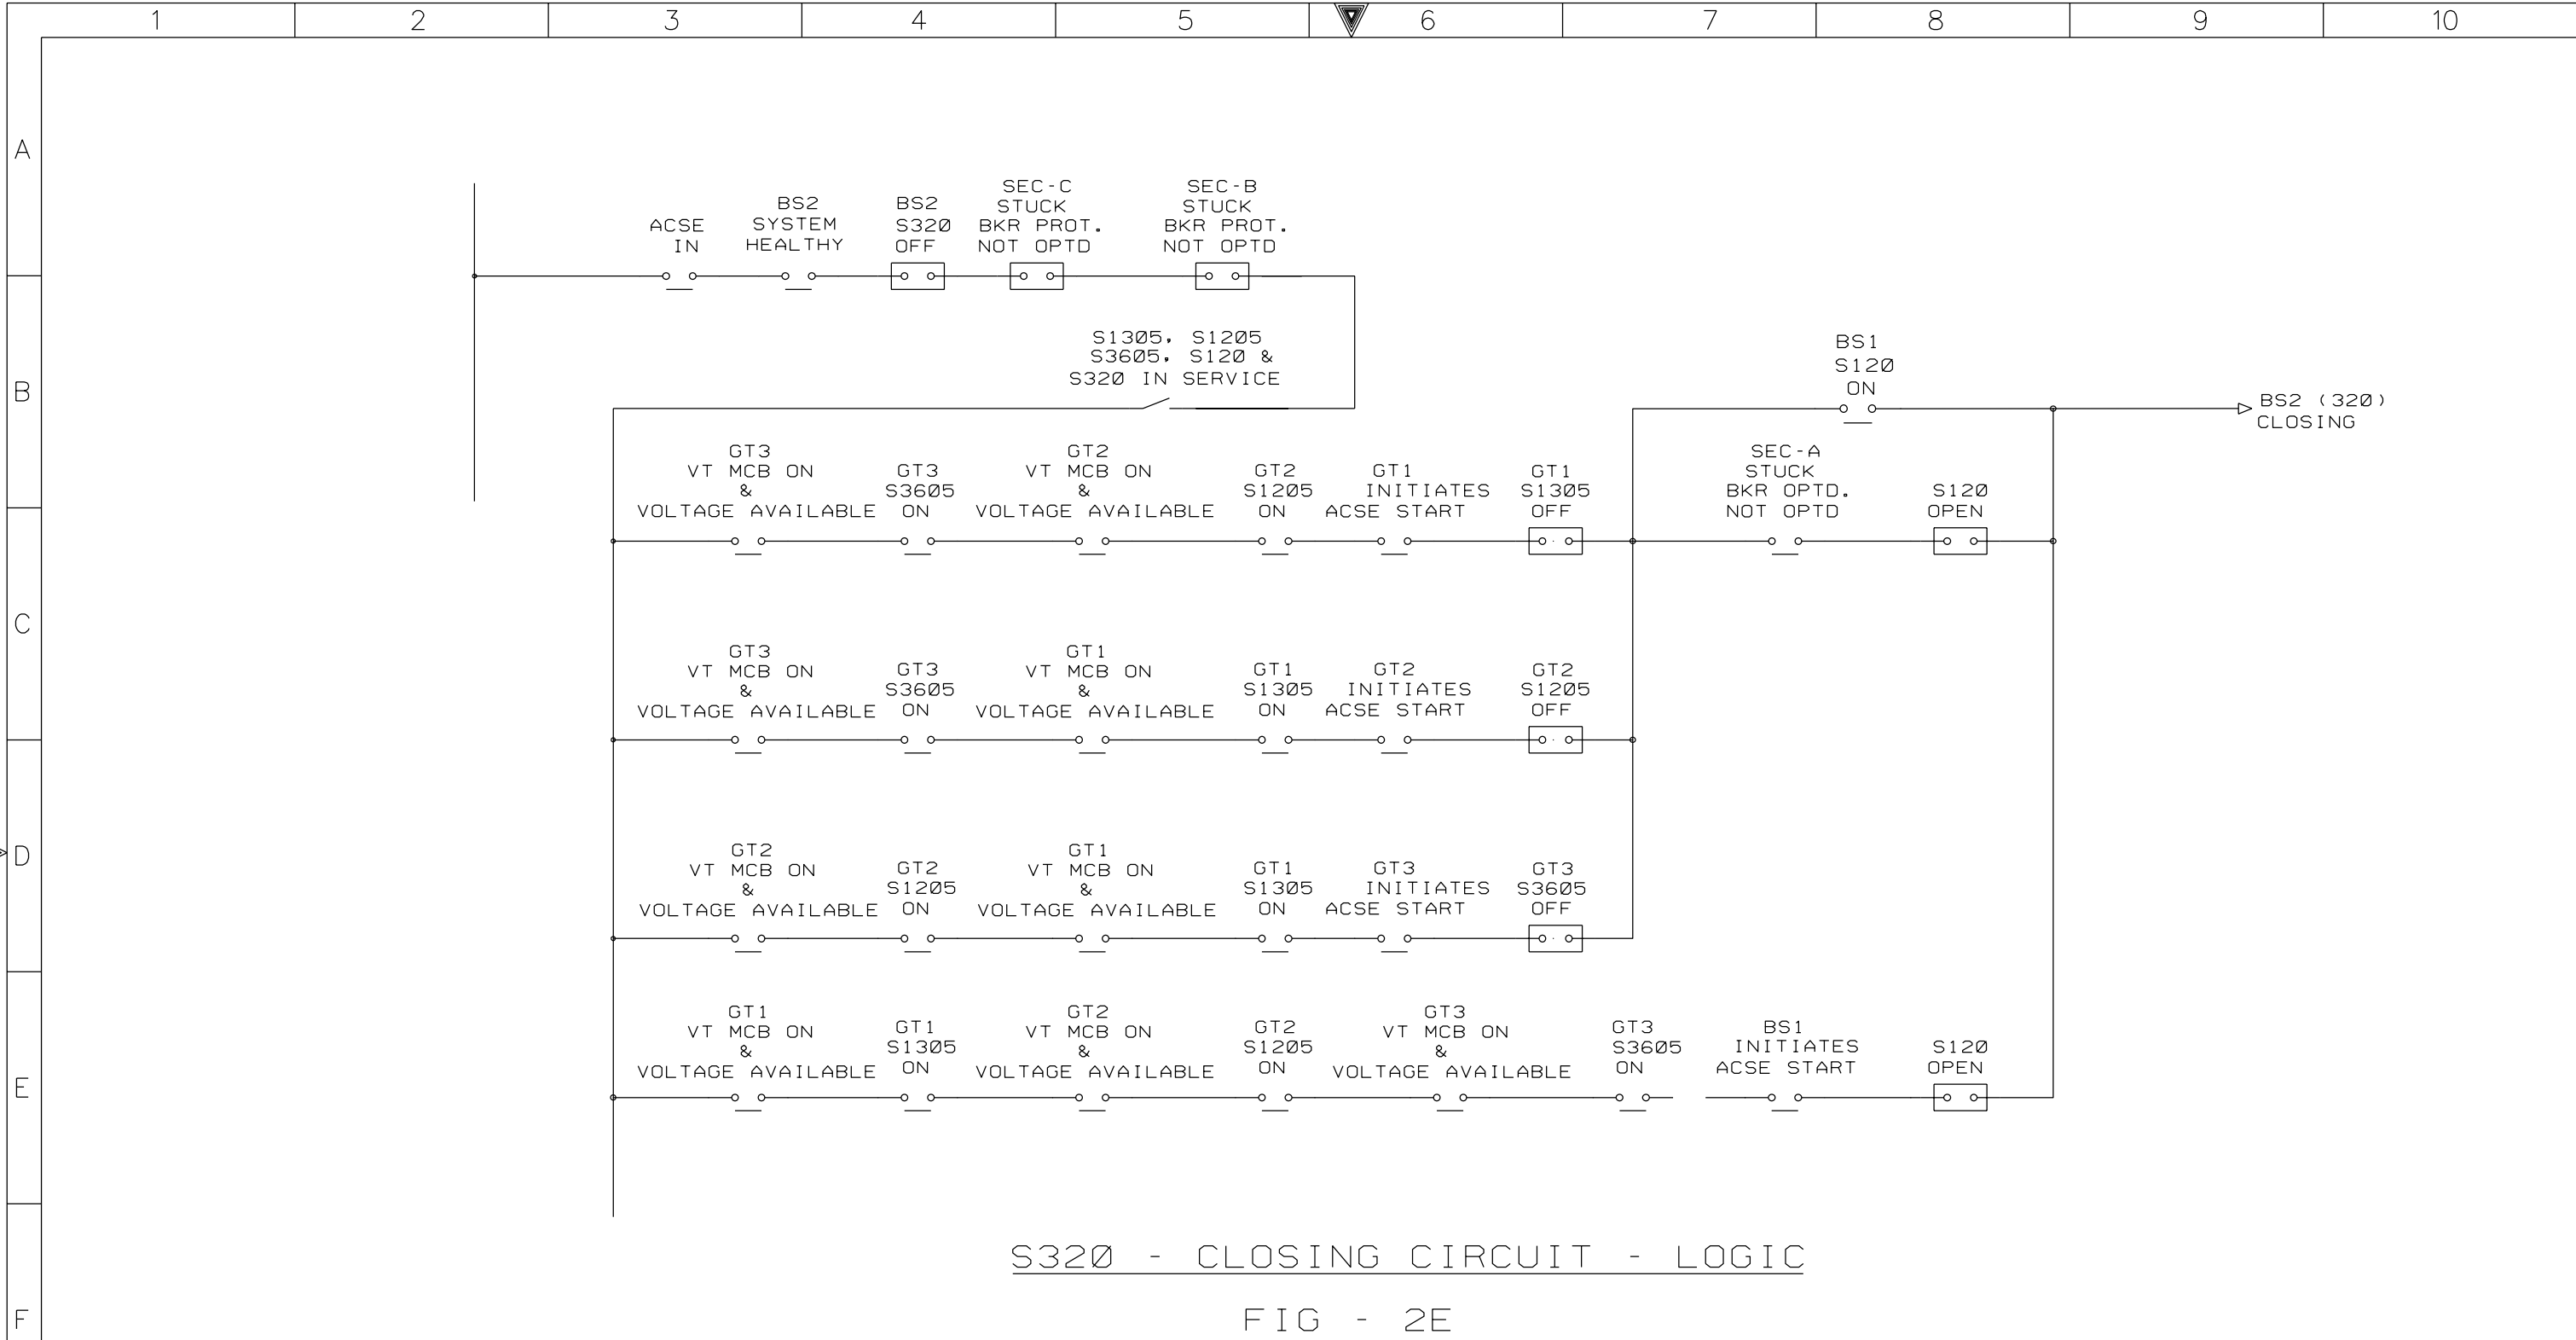 1 2 3 4 5 6 7 8 9 10
A
B
C
D
E
F
ACSE
IN
BS2
SYSTEM
HEALTHY
BS2
S320
OFF
SEC-C
STUCK
BKR PROT.
NOT OPTD
SEC-B
STUCK
BKR PROT.
NOT OPTD
S1305, S1205
S3605, S120 &
S320 IN SERVICE
BS1
S120
ON
BS2 (320)
CLOSING
GT3
VT MCB ON
&
VOLTAGE AVAILABLE
GT3
S3605
ON
GT2
VT MCB ON
&
VOLTAGE AVAILABLE
GT2
S1205
ON
GT1
INITIATES
ACSE START
GT1
S1305
OFF
SEC-A
STUCK
BKR OPTD.
NOT OPTD
S120
OPEN
GT3
VT MCB ON
&
VOLTAGE AVAILABLE
GT3
S3605
ON
GT1
VT MCB ON
&
VOLTAGE AVAILABLE
GT1
S1305
ON
GT2
INITIATES
ACSE START
GT2
S1205
OFF
GT2
VT MCB ON
&
VOLTAGE AVAILABLE
GT2
S1205
ON
GT1
VT MCB ON
&
VOLTAGE AVAILABLE
GT1
S1305
ON
GT3
INITIATES
ACSE START
GT3
S3605
OFF
GT1
VT MCB ON
&
VOLTAGE AVAILABLE
GT1
S1305
ON
GT2
VT MCB ON
&
VOLTAGE AVAILABLE
GT2
S1205
ON
GT3
VT MCB ON
&
VOLTAGE AVAILABLE
GT3
S3605
ON
BS1
INITIATES
ACSE START
S120
OPEN
S320 - CLOSING CIRCUIT - LOGIC
FIG - 2E